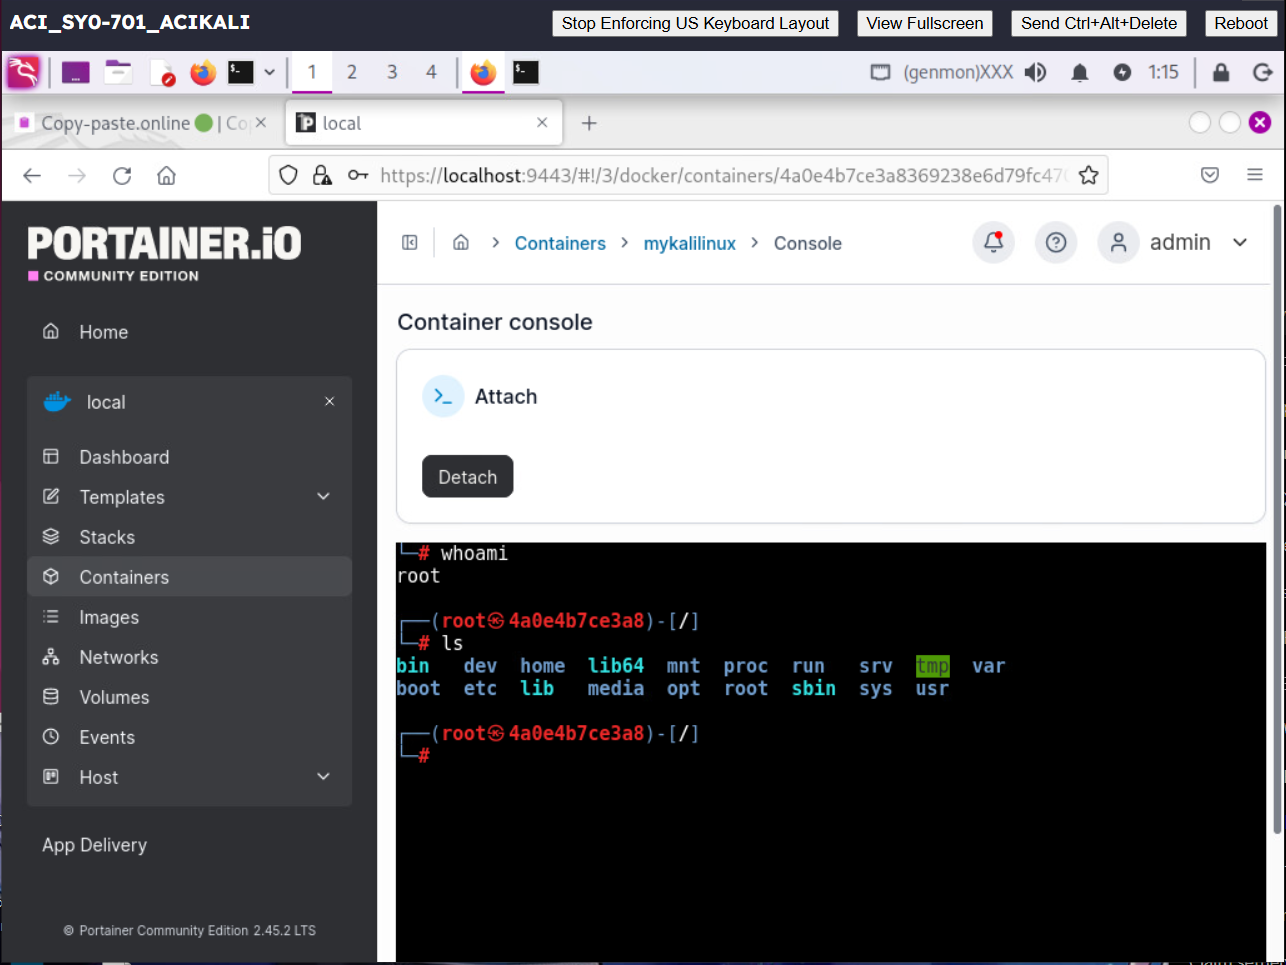 ACI_SY0-701_ACIKALI
Stop Enforcing US Keyboard Layout
View Fullscreen
Send Ctrl+Alt+Delete
Reboot
1 2 3 4
(genmon)XXX
1:15
Copy-paste.online
local
https://localhost:9443/#!/3/docker/containers/4a0e4b7ce3a8369238e6d79fc47
PORTAINER.iO
COMMUNITY EDITION
Home
local
Dashboard
Templates
Stacks
Containers
Images
Networks
Volumes
Events
Host
App Delivery
© Portainer Community Edition 2.45.2 LTS
Containers > mykalilinux > Console
admin
Container console
>_ Attach
Detach
└─# whoami
root
┌──(root㉿4a0e4b7ce3a8)-[/]
└─# ls
bin dev home lib64 mnt proc run srv tmp var
boot etc lib media opt root sbin sys usr
┌──(root㉿4a0e4b7ce3a8)-[/]
└─#